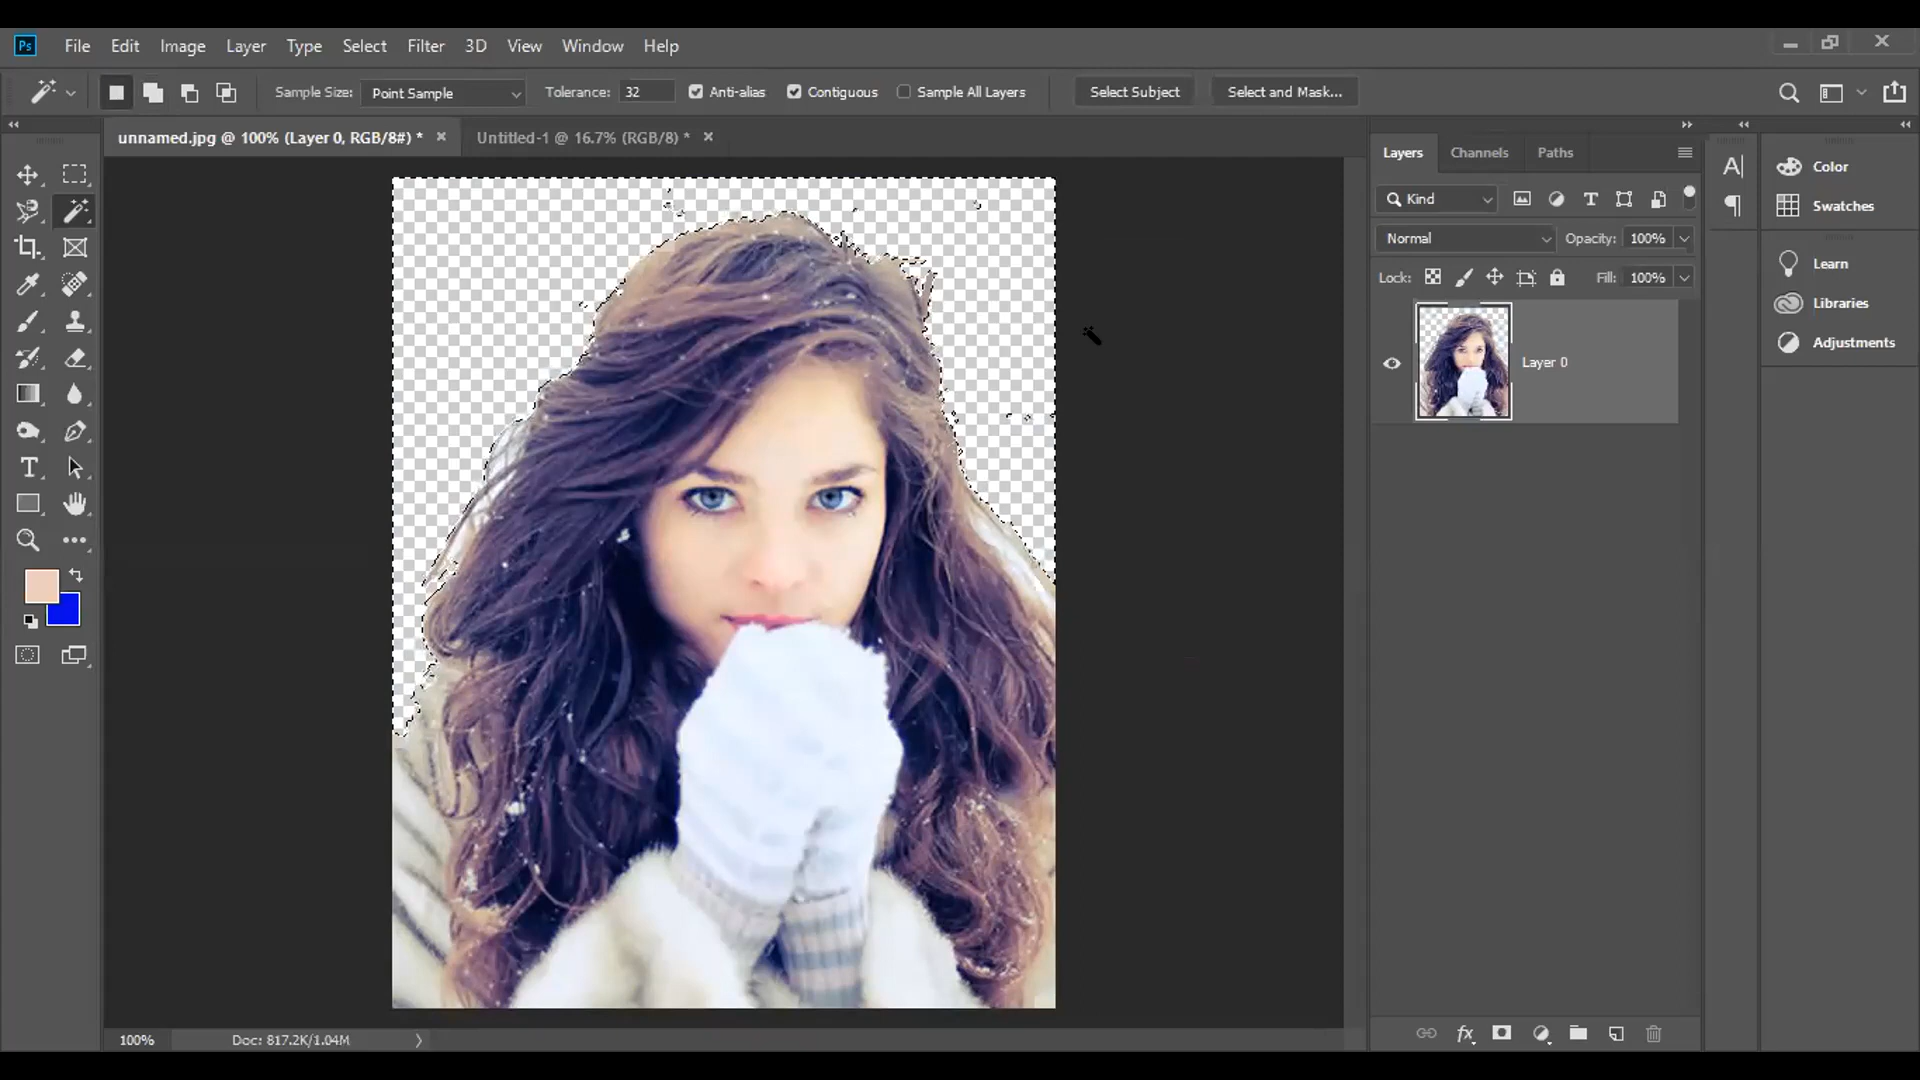 Ps File Edit Image Layer Type Select Filter 3D View Window Help
Sample Size: Point Sample Tolerance: 32 Anti-alias Contiguous Sample All Layers Select Subject Select and Mask...
unnamed.jpg @ 100% (Layer 0, RGB/8#) * Untitled-1 @ 16.7% (RGB/8) *
Layers Channels Paths
Kind
Normal Opacity: 100%
Lock: Fill: 100%
Layer 0
Color
Swatches
Learn
Libraries
Adjustments
100% Doc: 817.2K/1.04M